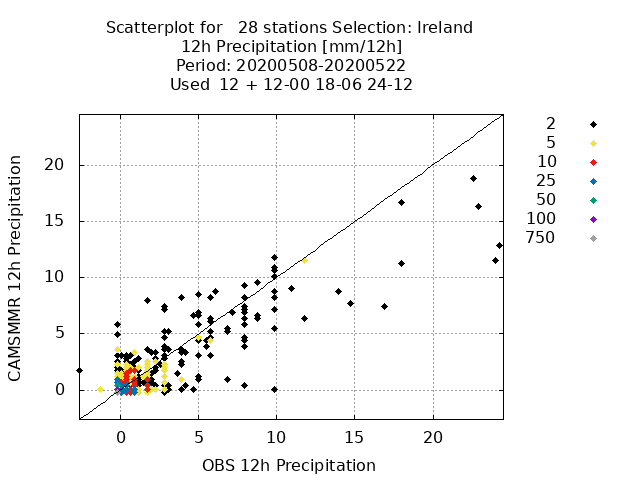 Scatterplot for   28 stations Selection: Ireland
12h Precipitation [mm/12h]
Period: 20200508-20200522
Used  12 + 12-00 18-06 24-12
2
5
10
25
50
100
750
CAMSMMR 12h Precipitation
20
15
10
5
0
0 5 10 15 20
OBS 12h Precipitation